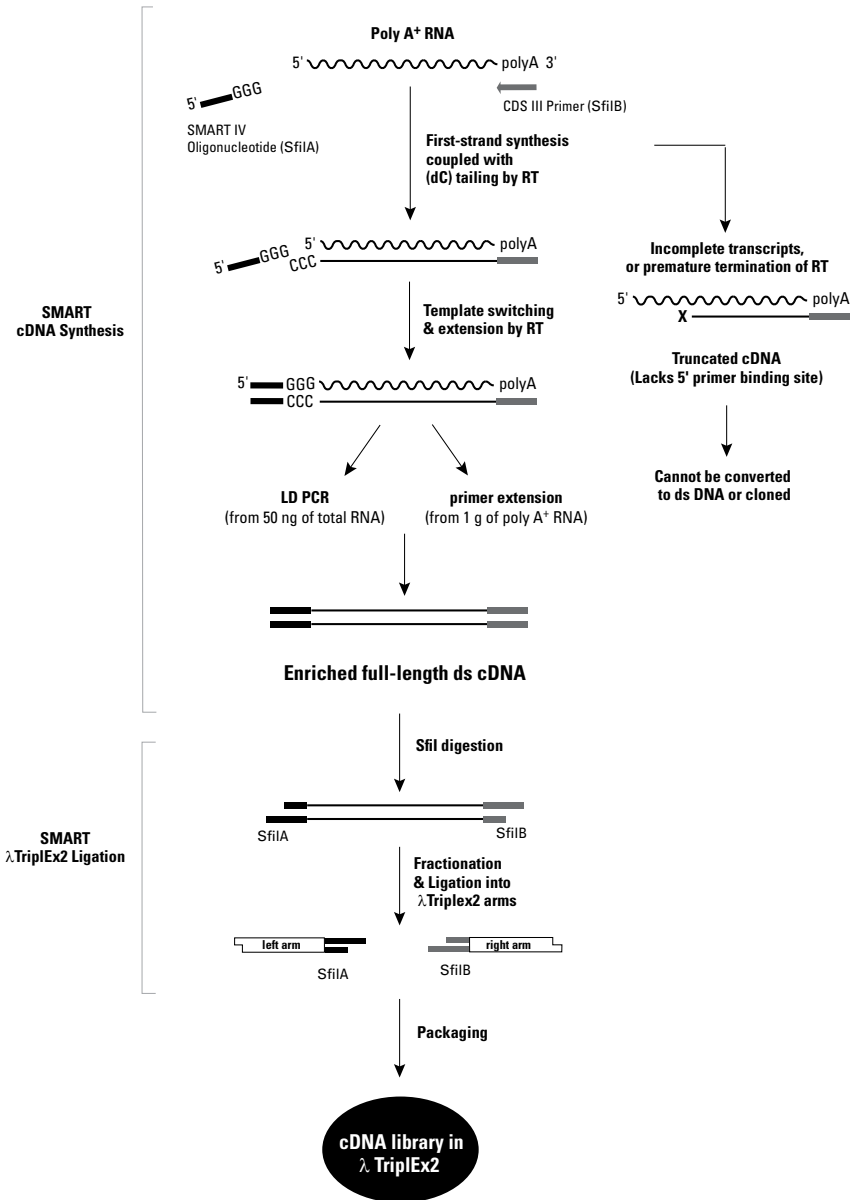 Poly A+ RNA
5' polyA 3'
5' GGG
CDS III Primer (SfiIB)
SMART IV
Oligonucleotide (SfiIA)
First-strand synthesis
coupled with
(dC) tailing by RT
5' polyA
5' GGG CCC
Incomplete transcripts,
or premature termination of RT
5' polyA
X
SMART
cDNA Synthesis
Template switching
& extension by RT
Truncated cDNA
(Lacks 5' primer binding site)
5' GGG polyA
CCC
Cannot be converted
to ds DNA or cloned
LD PCR
(from 50 ng of total RNA)
primer extension
(from 1 g of poly A+ RNA)
Enriched full-length ds cDNA
SfiI digestion
SfiIA SfiIB
SMART
λTriplEx2 Ligation
Fractionation
& Ligation into
λTriplex2 arms
left arm right arm
SfiIA SfiIB
Packaging
cDNA library in
λ TriplEx2